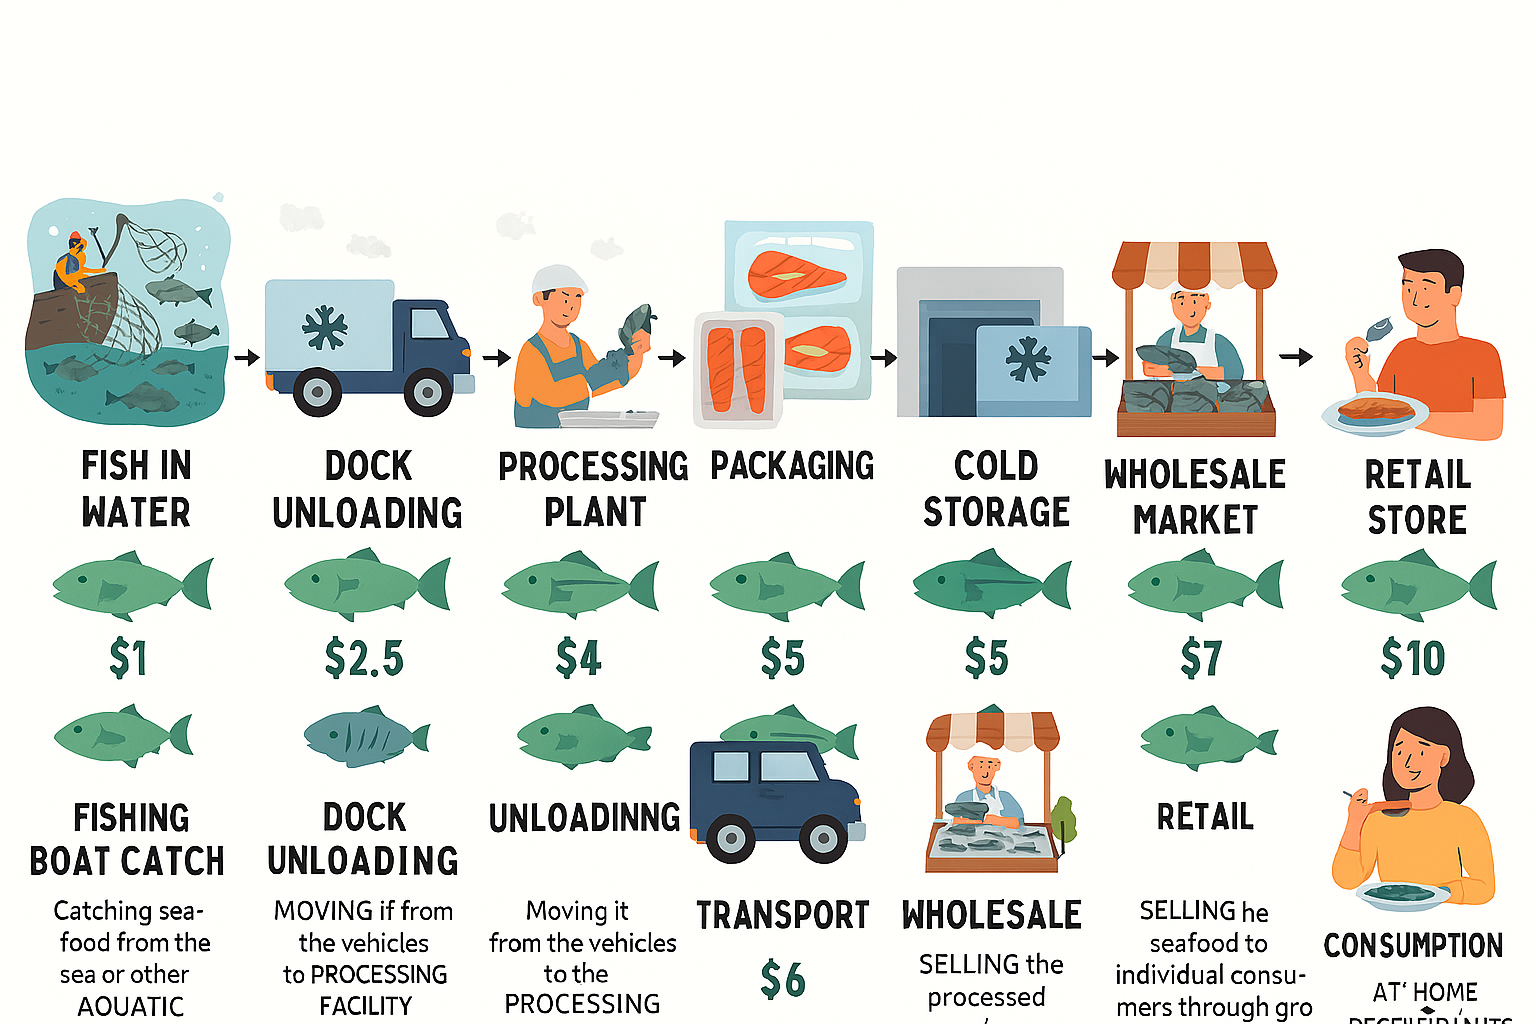 FISH IN
WATER
DOCK
UNLOADING
PROCESSING
PLANT
PACKAGING
COLD
STORAGE
WHOLESALE
MARKET
RETAIL
STORE
$1
$2.5
$4
$5
$5
$7
$10
FISHING
BOAT CATCH
Catching sea-
food from the
sea or other
AOUATIC
DOCK
UNLOADING
MOVING if from
the vehicles
to PROCESSING
FACILITY
UNLOADINNG
Moving it
from the vehicles
to the
PROCESSING
TRANSPORT
$6
WHOLESALE
SELLING the
processed
RETAIL
SELLING he
seafood to
individual consu-
mers through gro
CONSUMPTION
AT' HOME